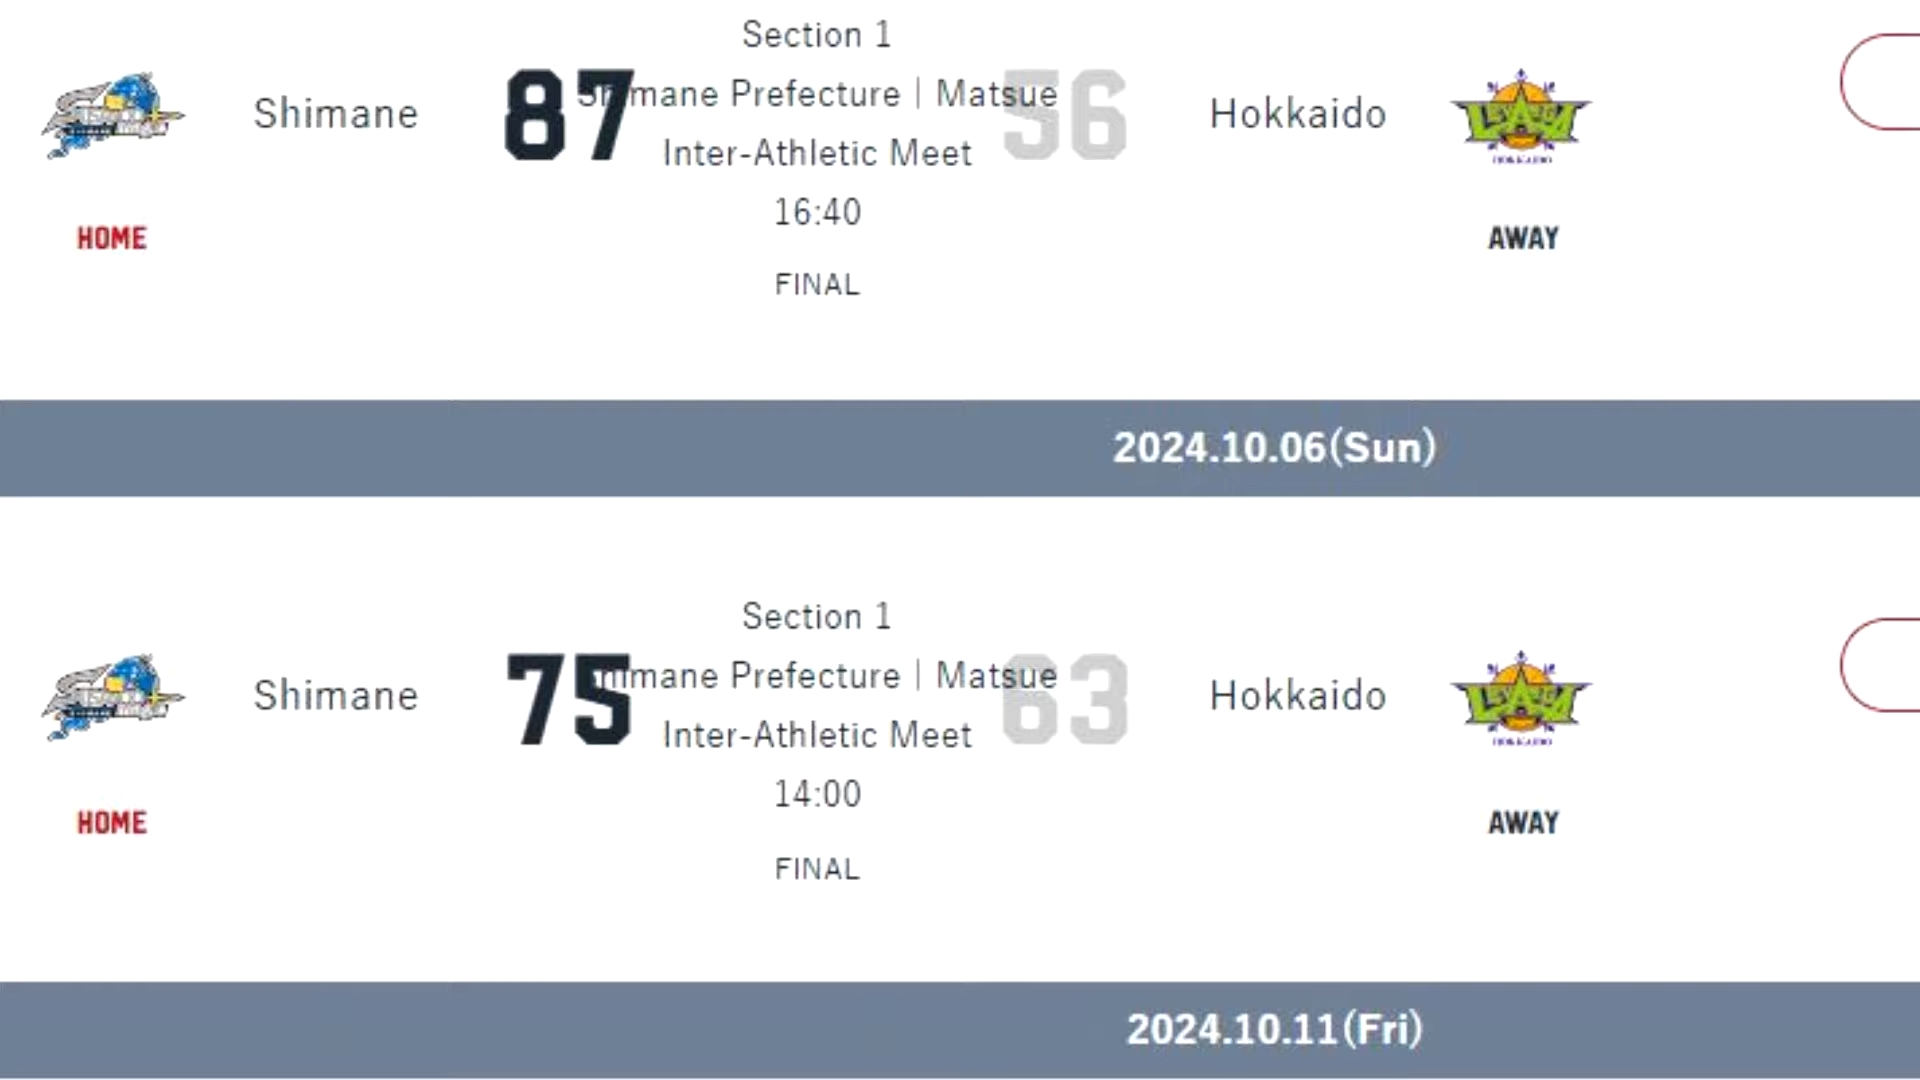 Section 1
Shimane 87 Shimane Prefecture | Matsue 56 Hokkaido
Inter-Athletic Meet
16:40
HOME AWAY
FINAL
2024.10.06(Sun)
Section 1
Shimane 75 Shimane Prefecture | Matsue 63 Hokkaido
Inter-Athletic Meet
14:00
HOME AWAY
FINAL
2024.10.11(Fri)